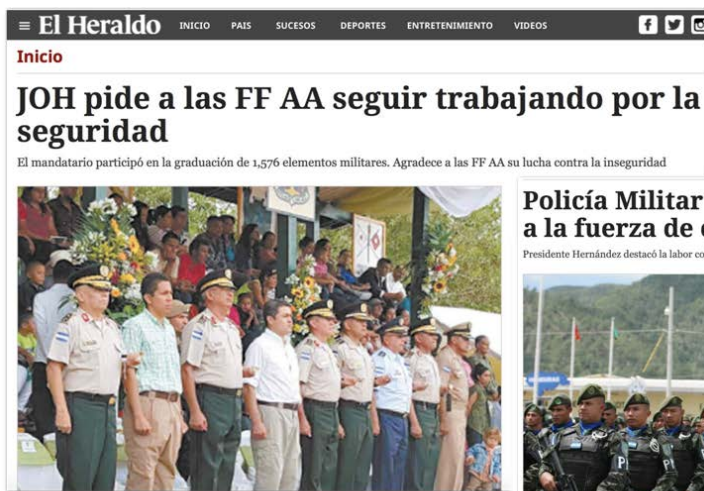 El Heraldo INICIO PAIS SUCESOS DEPORTES ENTRETENIMIENTO VIDEOS
Inicio
JOH pide a las FF AA seguir trabajando por la
seguridad
El mandatario participó en la graduación de 1,576 elementos militares. Agradece a las FF AA su lucha contra la inseguridad
Policía Militar
a la fuerza de
Presidente Hernández destacó la labor